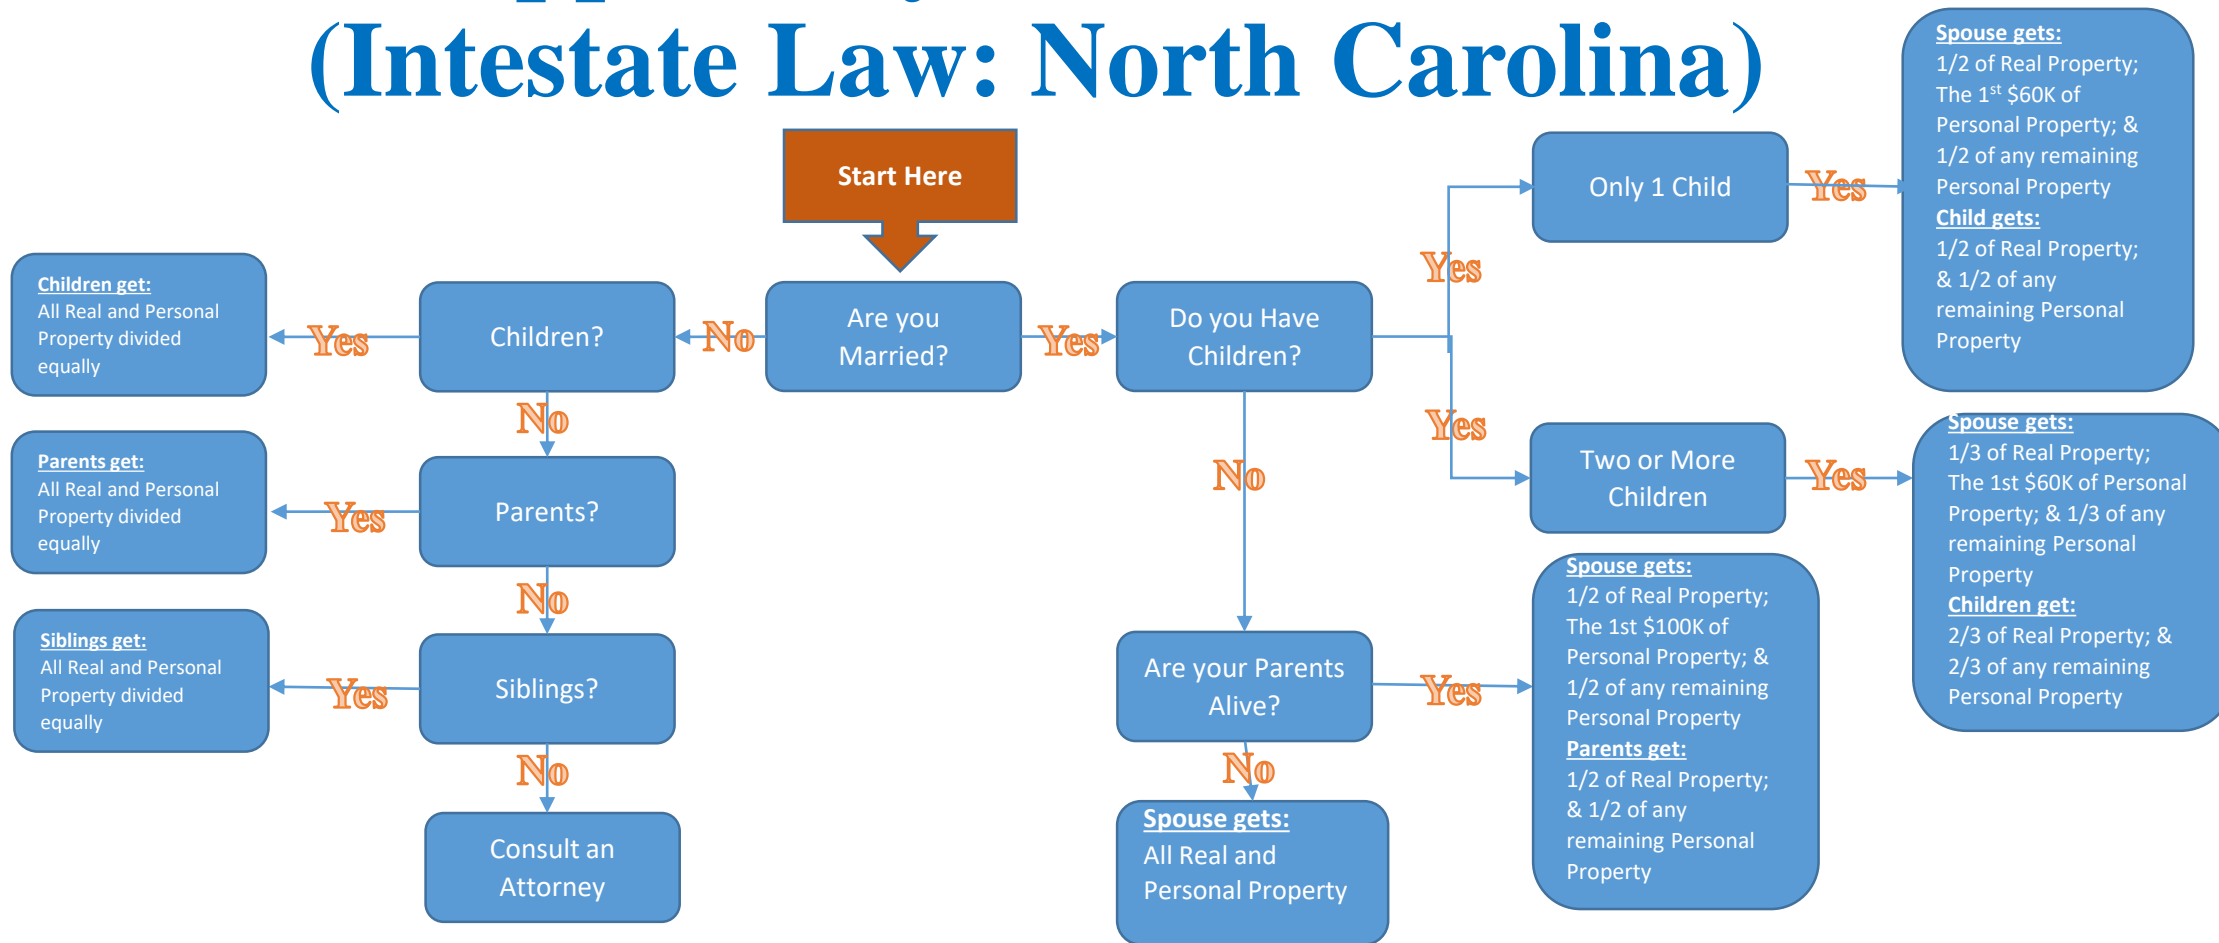 (Intestate Law: North Carolina)
Start Here
Are you
Married?
No
Children?
Yes
Children get:
All Real and Personal
Property divided
equally
No
Parents?
Yes
Parents get:
All Real and Personal
Property divided
equally
No
Siblings?
Yes
Siblings get:
All Real and Personal
Property divided
equally
No
Consult an
Attorney
Yes
Do you Have
Children?
Yes
Only 1 Child
Yes
Spouse gets:
1/2 of Real Property;
The 1st $60K of
Personal Property; &
1/2 of any remaining
Personal Property
Child gets:
1/2 of Real Property;
& 1/2 of any
remaining Personal
Property
Yes
Two or More
Children
Yes
Spouse gets:
1/3 of Real Property;
The 1st $60K of Personal
Property; & 1/3 of any
remaining Personal
Property
Children get:
2/3 of Real Property; &
2/3 of any remaining
Personal Property
No
Are your Parents
Alive?
Yes
Spouse gets:
1/2 of Real Property;
The 1st $100K of
Personal Property; &
1/2 of any remaining
Personal Property
Parents get:
1/2 of Real Property;
& 1/2 of any
remaining Personal
Property
No
Spouse gets:
All Real and
Personal Property